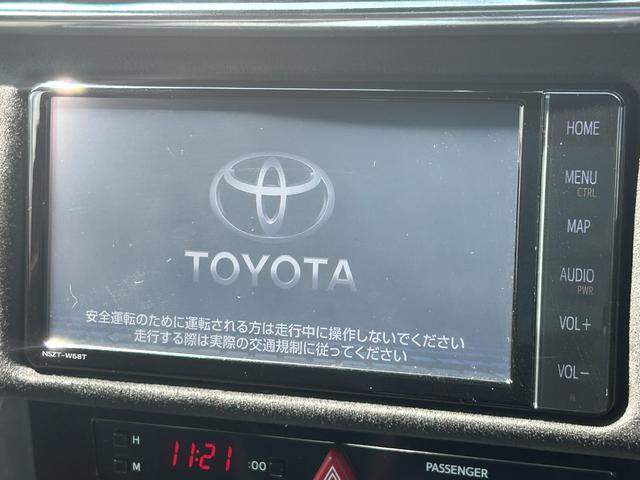 TOYOTA
安全運転のために運転される方は走行中に操作しないでください
走行する際は実際の交通規制に従ってください
NSZT-W68T
HOME
MENU
CTRL
MAP
AUDIO
PWR
VOL+
VOL-
H
M
11:21
:00
PASSENGER